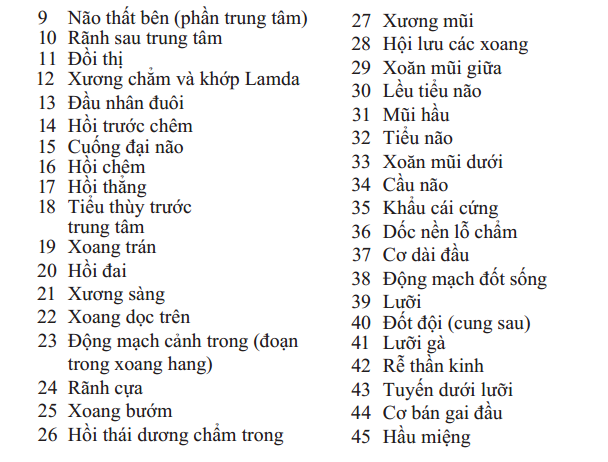 9 Não thất bên (phần trung tâm)
10 Rãnh sau trung tâm
11 Đồi thị
12 Xương chẩm và khớp Lamda
13 Đầu nhân đuôi
14 Hồi trước chêm
15 Cuống đại não
16 Hồi chêm
17 Hồi thẳng
18 Tiểu thùy trước
trung tâm
19 Xoang trán
20 Hồi đai
21 Xương sàng
22 Xoang dọc trên
23 Động mạch cảnh trong (đoạn
trong xoang hang)
24 Rãnh cựa
25 Xoang bướm
26 Hồi thái dương chẩm trong
27 Xương mũi
28 Hội lưu các xoang
29 Xoăn mũi giữa
30 Lều tiểu não
31 Mũi hầu
32 Tiểu não
33 Xoăn mũi dưới
34 Cầu não
35 Khẩu cái cứng
36 Dốc nền lỗ chẩm
37 Cơ dài đầu
38 Động mạch đốt sống
39 Lưỡi
40 Đốt đội (cung sau)
41 Lưỡi gà
42 Rễ thần kinh
43 Tuyến dưới lưỡi
44 Cơ bán gai đầu
45 Hầu miệng